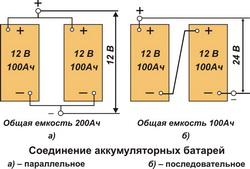 +
+ +
12 В 12 В
100Ач 100Ач
12 В
– –
–
Общая емкость 200Ач
а)
+
+ +
12 В 12 В
100Ач 100Ач
24 В
– –
–
Общая емкость 100Ач
б)
Соединение аккумуляторных батарей
а) – параллельное б) – последовательное